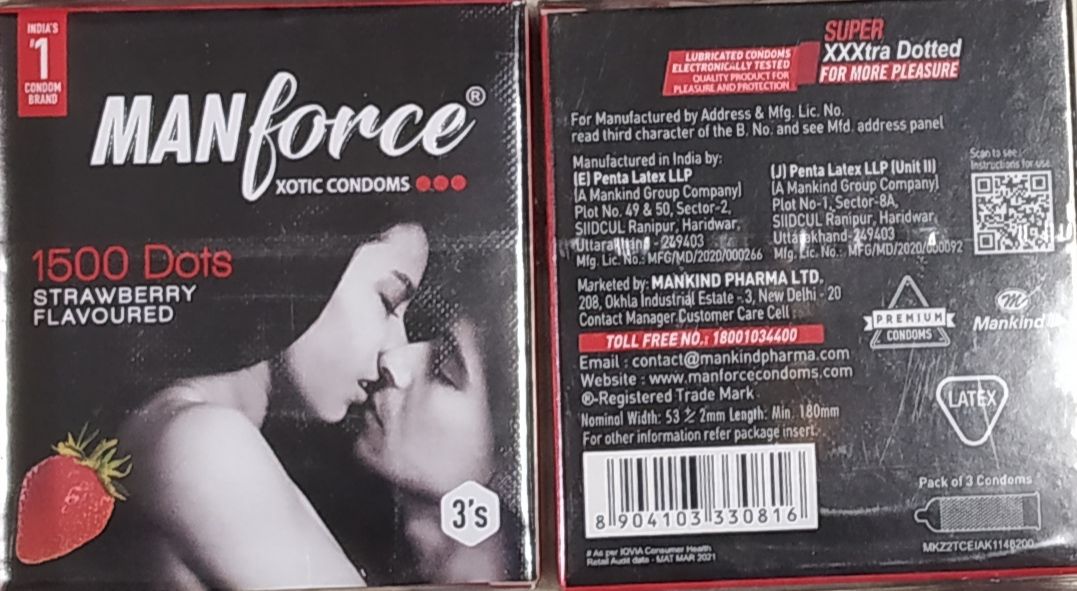 INDIA'S
#1
CONDOM
BRAND
MANforce®
XOTIC CONDOMS
1500 Dots
STRAWBERRY
FLAVOURED
3's
SUPER
XXXtra Dotted
FOR MORE PLEASURE
LUBRICATED CONDOMS
ELECTRONICALLY TESTED
QUALITY PRODUCT FOR
PLEASURE AND PROTECTION
For Manufactured by Address & Mfg. Lic. No.
read third character of the B. No. and see Mfd. address panel
Manufactured in India by:
(E) Penta Latex LLP
(A Mankind Group Company)
Plot No. 49 & 50, Sector-2,
SIIDCUL Ranipur, Haridwar,
Uttarakhand - 249403
Mfg. Lic. No.: MFG/MD/2020/000266
(J) Penta Latex LLP (Unit II)
(A Mankind Group Company)
Plot No-1, Sector-8A,
SIIDCUL Ranipur, Haridwar,
Uttarakhand-249403
Mfg. Lic. No.: MFG/MD/2020/000092
Scan to see
Instructions for use
Marketed by: MANKIND PHARMA LTD.
208, Okhla Industrial Estate - 3, New Delhi - 20
Contact Manager Customer Care Cell
TOLL FREE NO.: 18001034400
Email : contact@mankindpharma.com
Website : www.manforcecondoms.com
®-Registered Trade Mark
Nominal Width: 53 ± 2mm Length: Min. 180mm
For other information refer package insert.
PREMIUM
CONDOMS
m
Mankind
LATEX
8 904103 330816
Pack of 3 Condoms
# As per IQVIA Consumer Health
Retail Audit data - MAT MAR 2021